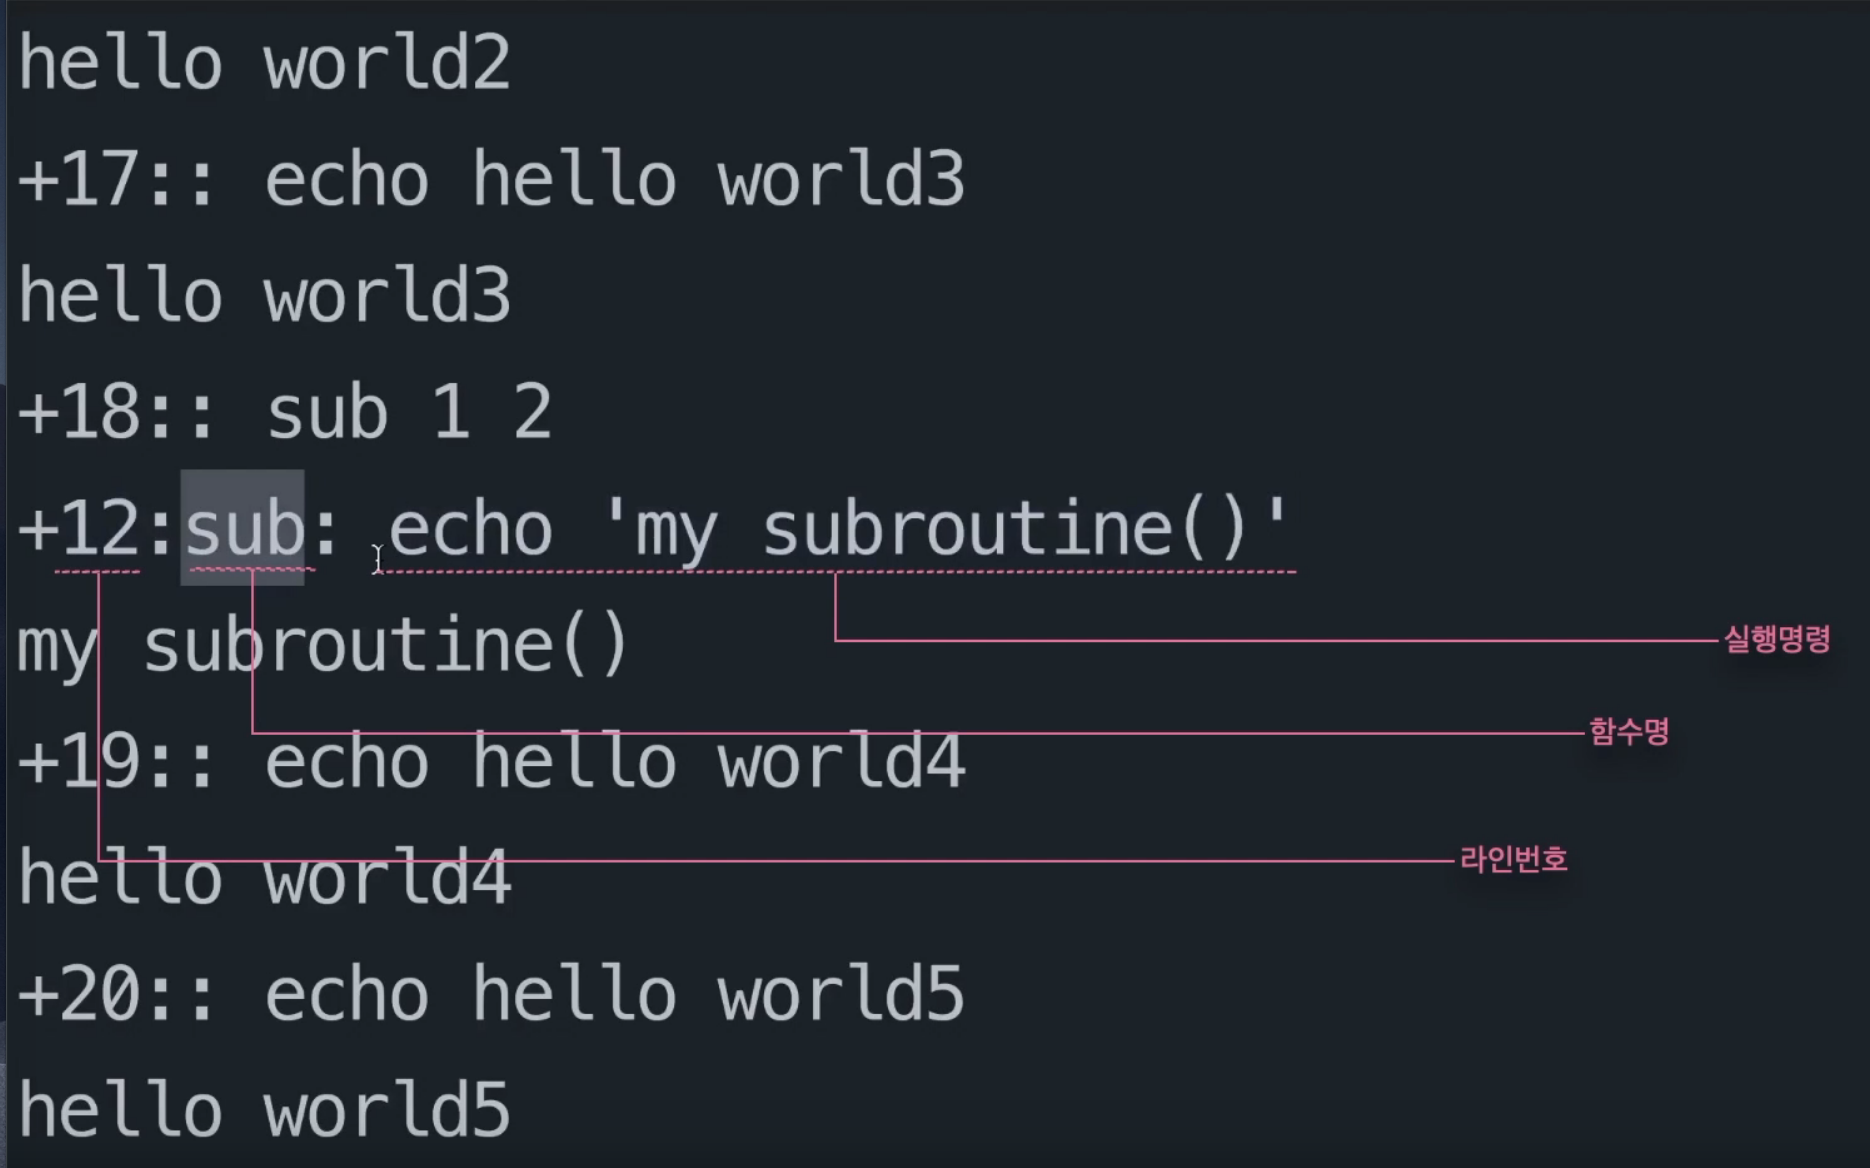 hello world2
+17:: echo hello world3
hello world3
+18:: sub 1 2
+12:sub: echo 'my subroutine()'
my subroutine()
실행명령
함수명
+19:: echo hello world4
라인번호
hello world4
+20:: echo hello world5
hello world5